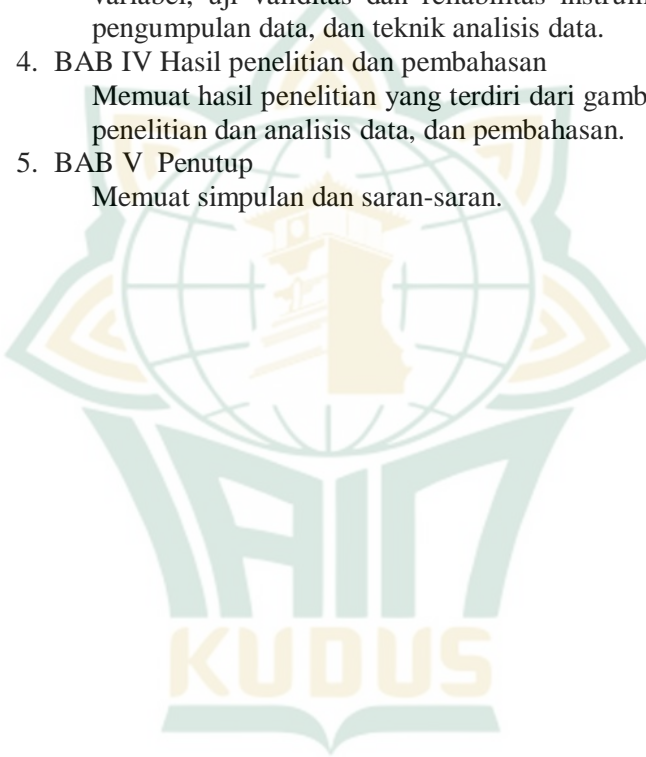 variabel, uji validitas dan reliabilitas instrum
pengumpulan data, dan teknik analisis data.
4. BAB IV Hasil penelitian dan pembahasan
Memuat hasil penelitian yang terdiri dari gamb
penelitian dan analisis data, dan pembahasan.
5. BAB V Penutup
Memuat simpulan dan saran-saran.
IAIN
KUDUS